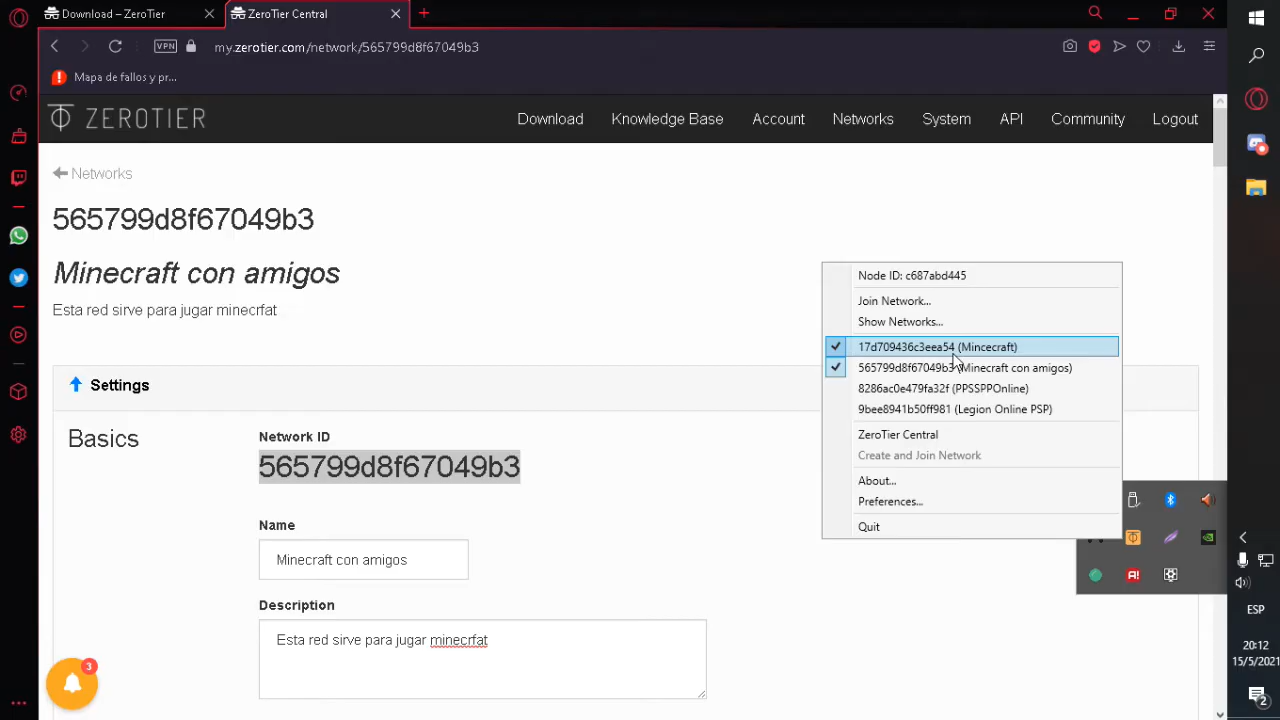 Download – ZeroTier
ZeroTier Central
VPN
my.zerotier.com/network/565799d8f67049b3
Mapa de fallos y pr...
ZEROTIER
Download
Knowledge Base
Account
Networks
System
API
Community
Logout
Networks
565799d8f67049b3
Minecraft con amigos
Esta red sirve para jugar minecrfat
Settings
Basics
Network ID
565799d8f67049b3
Name
Minecraft con amigos
Description
Esta red sirve para jugar minecrfat
3
Node ID: c687abd445
Join Network...
Show Networks...
17d709436c3eea54 (Mincecraft)
565799d8f67049b3 (Minecraft con amigos)
8286ac0e479fa32f (PPSSPPOnline)
9bee8941b50ff981 (Legion Online PSP)
ZeroTier Central
Create and Join Network
About...
Preferences...
Quit
ESP
20:12
15/5/2021
2